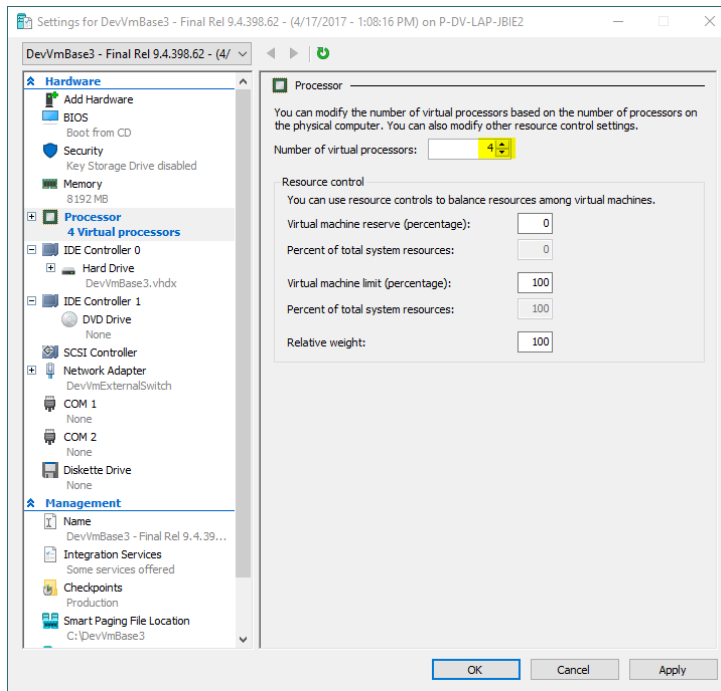 Settings for DevVmBase3 - Final Rel 9.4.398.62 - (4/17/2017 - 1:08:16 PM) on P-DV-LAP-JBIE2
DevVmBase3 - Final Rel 9.4.398.62 - (4/
Hardware
Add Hardware
BIOS
Boot from CD
Security
Key Storage Drive disabled
Memory
8192 MB
Processor
4 Virtual processors
IDE Controller 0
Hard Drive
DevVmBase3.vhdx
IDE Controller 1
DVD Drive
None
SCSI Controller
Network Adapter
DevVmExternalSwitch
COM 1
None
COM 2
None
Diskette Drive
None
Management
Name
DevVmBase3 - Final Rel 9.4.39...
Integration Services
Some services offered
Checkpoints
Production
Smart Paging File Location
C:\DevVmBase3
Processor
You can modify the number of virtual processors based on the number of processors on
the physical computer. You can also modify other resource control settings.
Number of virtual processors: 4
Resource control
You can use resource controls to balance resources among virtual machines.
Virtual machine reserve (percentage): 0
Percent of total system resources: 0
Virtual machine limit (percentage): 100
Percent of total system resources: 100
Relative weight: 100
OK Cancel Apply